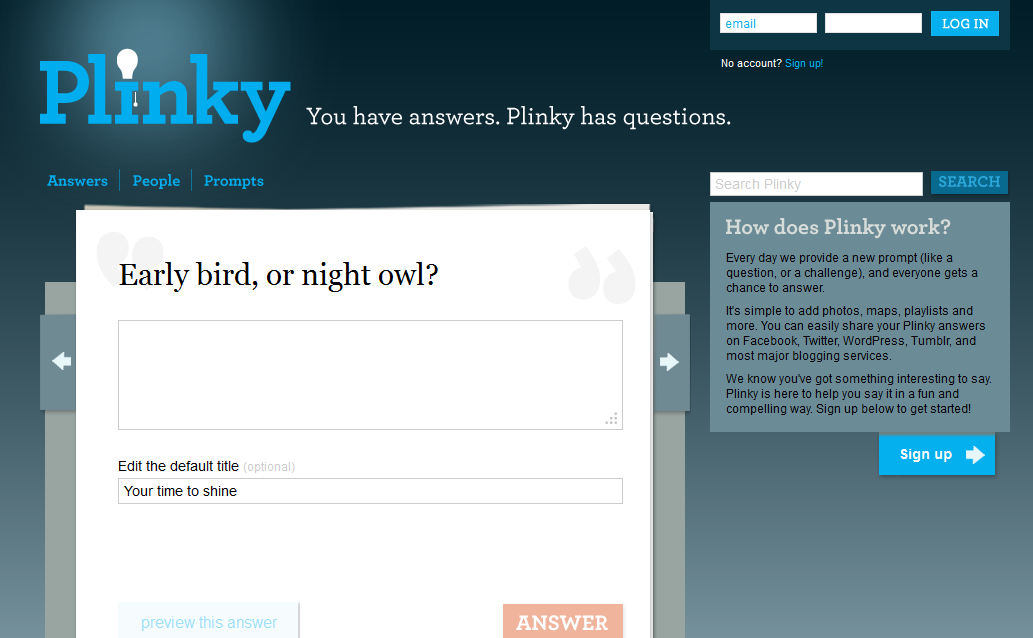 email
LOG IN
No account? Sign up!
Plinky
You have answers. Plinky has questions.
Answers
People
Prompts
Search Plinky
SEARCH
Early bird, or night owl?
Edit the default title (optional)
Your time to shine
preview this answer
ANSWER
How does Plinky work?
Every day we provide a new prompt (like a
question, or a challenge), and everyone gets a
chance to answer.
It's simple to add photos, maps, playlists and
more. You can easily share your Plinky answers
on Facebook, Twitter, WordPress, Tumblr, and
most major blogging services.
We know you've got something interesting to say.
Plinky is here to help you say it in a fun and
compelling way. Sign up below to get started!
Sign up